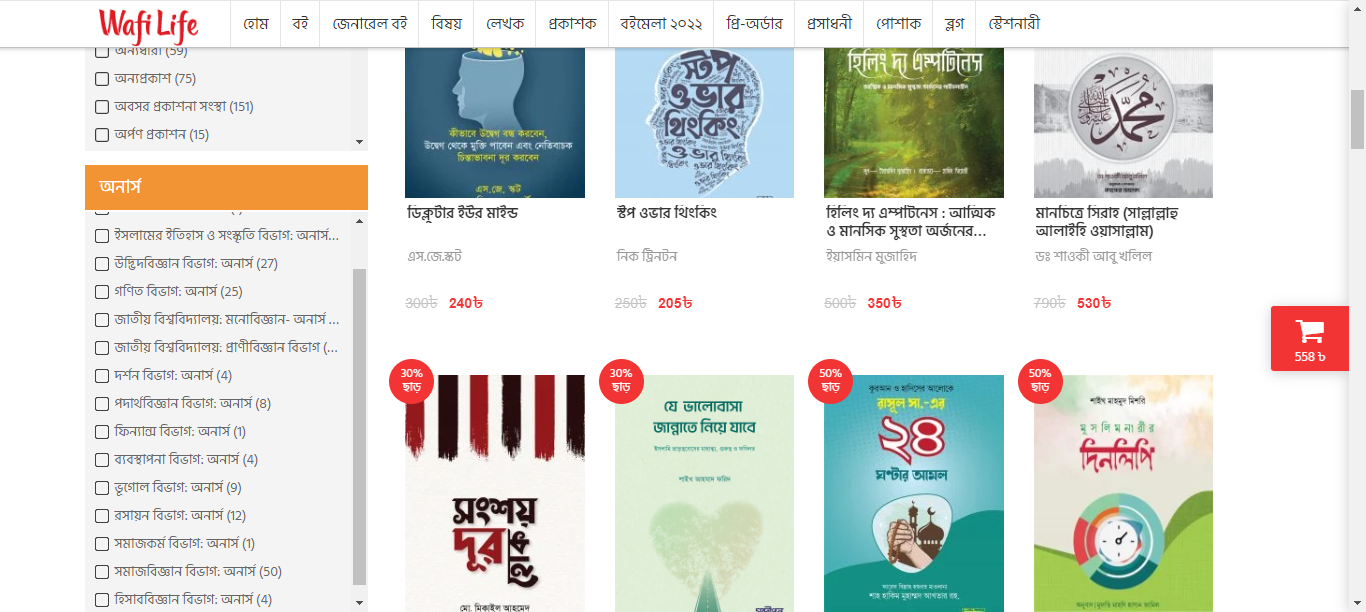 Wafi Life
হোম বই জেনারেল বই বিষয় লেখক প্রকাশক বইমেলা ২০২২ প্রি-অর্ডার প্রসাধনী পোশাক ব্লগ স্টেশনারী
অন্যধারা (59)
অন্যপ্রকাশ (75)
অবসর প্রকাশনা সংস্থা (151)
অর্পণ প্রকাশন (15)
অনার্স
ইসলামের ইতিহাস ও সংস্কৃতি বিভাগ: অনার্স...
উদ্ভিদবিজ্ঞান বিভাগ: অনার্স (27)
গণিত বিভাগ: অনার্স (25)
জাতীয় বিশ্ববিদ্যালয়: মনোবিজ্ঞান- অনার্স ...
জাতীয় বিশ্ববিদ্যালয়: প্রাণীবিজ্ঞান বিভাগ (...
দর্শন বিভাগ: অনার্স (4)
পদার্থবিজ্ঞান বিভাগ: অনার্স (8)
ফিন্যান্সে বিভাগ: অনার্স (1)
ব্যবস্থাপনা বিভাগ: অনার্স (4)
ভূগোল বিভাগ: অনার্স (9)
রসায়ন বিভাগ: অনার্স (12)
সমাজকর্ম বিভাগ: অনার্স (1)
সমাজবিজ্ঞান বিভাগ: অনার্স (50)
হিসাববিজ্ঞান বিভাগ: অনার্স (4)
কীভাবে উদ্বেগ বন্ধ করবেন,
উদ্বেগ থেকে মুক্তি পাবেন এবং নেতিবাচক
চিন্তাভাবনা দূর করবেন
এস.জে. স্কট
ডিক্লাটার ইউর মাইন্ড
এস.জে.স্কট
300৳ 240৳
স্টপ
ওভার
থিংকিং
স্টপ ওভার থিংকিং
নিক ট্রিনটন
250৳ 205৳
হিলিং দ্য এম্পটিনেস
হিলিং দ্য এম্পটিনেস : আত্মিক
ও মানসিক সুস্থতা অর্জনের...
ইয়াসমিন মুজাহিদ
500৳ 350৳
محمد
মানচিত্রে সিরাহ (সাল্লাল্লাহু
আলাইহি ওয়াসাল্লাম)
ডঃ শাওকী আবু খলিল
790৳ 530৳
558 ৳
30%
ছাড়
সংশয়
দূর
হোক
মো. মিকাইল আহমেদ
30%
ছাড়
যে ভালোবাসা
জান্নাতে নিয়ে যাবে
শাইখ আহমাদ ফরিদ
50%
ছাড়
কুরআন ও হাদিসের আলোকে
রাসূল সা.-এর
২৪
ঘণ্টার আমল
শাহ হাকিম মুহাম্মদ আখতার রহ.
50%
ছাড়
শাইখ মাহমুদ মিশরি
মুসলিম নারীর
দিনলিপি